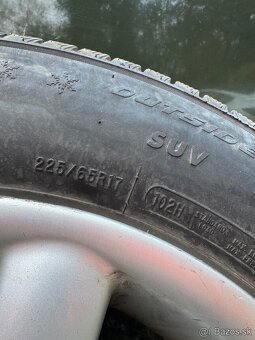 OUTSIDE
SUV
225/65R17
102H
© bazos.sk